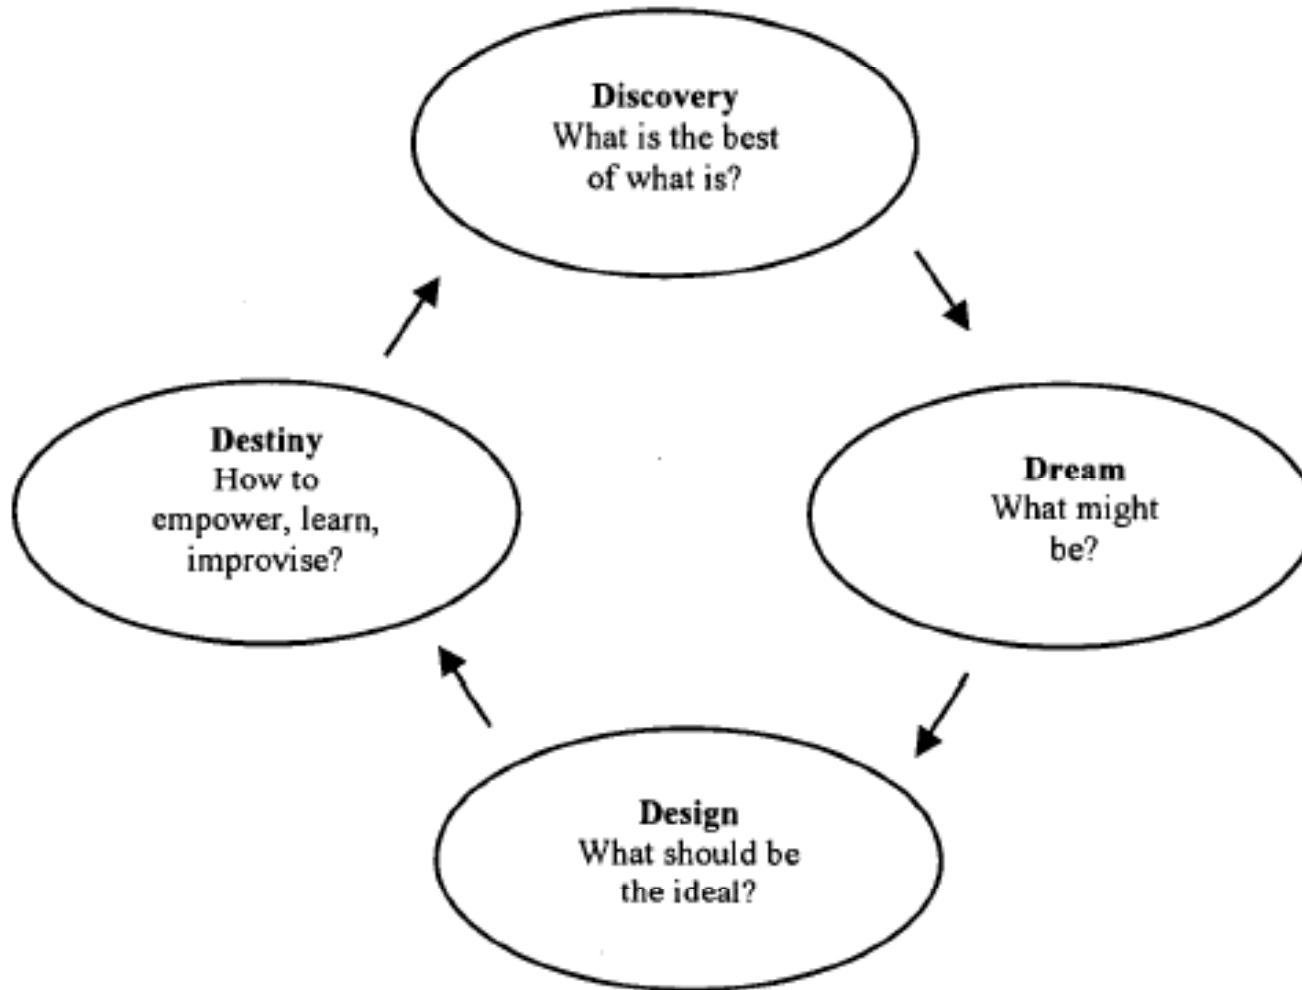 Discovery
What is the best
of what is?
Destiny
How to
empower, learn,
improvise?
Dream
What might
be?
Design
What should be
the ideal?